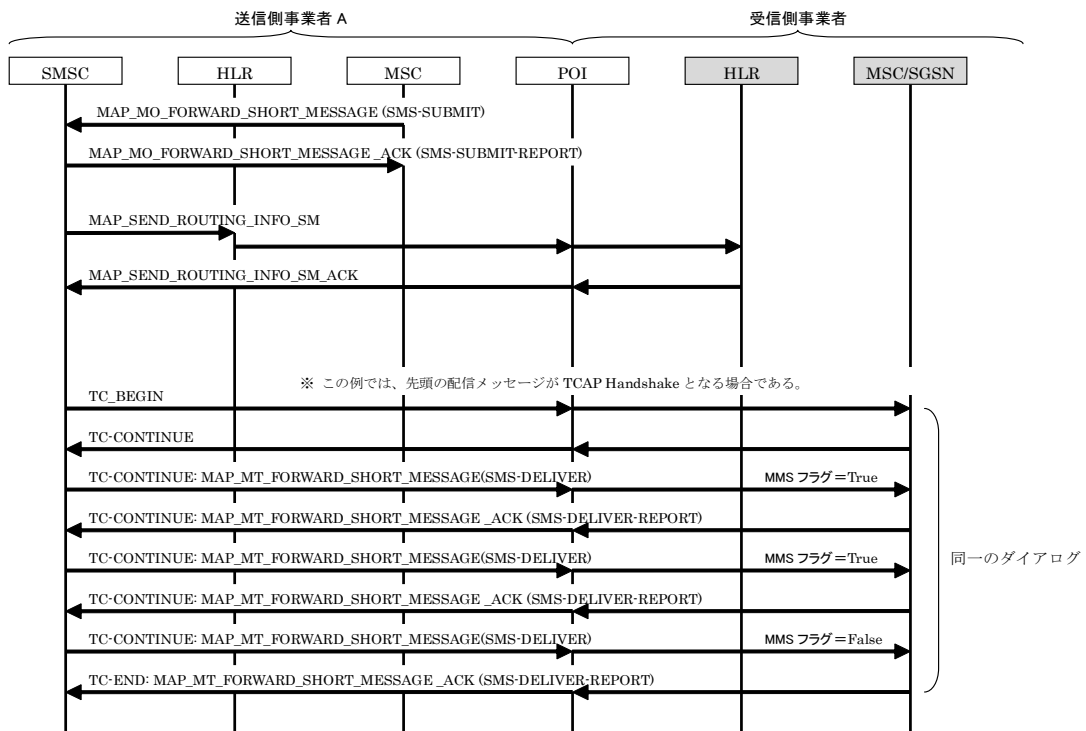 送信側事業者 A
受信側事業者
SMSC
HLR
MSC
POI
HLR
MSC/SGSN
MAP_MO_FORWARD_SHORT_MESSAGE (SMS-SUBMIT)
MAP_MO_FORWARD_SHORT_MESSAGE _ACK (SMS-SUBMIT-REPORT)
MAP_SEND_ROUTING_INFO_SM
MAP_SEND_ROUTING_INFO_SM_ACK
※ この例では、先頭の配信メッセージが TCAP Handshake となる場合である。
TC_BEGIN
TC-CONTINUE
TC-CONTINUE: MAP_MT_FORWARD_SHORT_MESSAGE(SMS-DELIVER)
MMS フラグ＝True
TC-CONTINUE: MAP_MT_FORWARD_SHORT_MESSAGE _ACK (SMS-DELIVER-REPORT)
TC-CONTINUE: MAP_MT_FORWARD_SHORT_MESSAGE(SMS-DELIVER)
MMS フラグ＝True
同一のダイアログ
TC-CONTINUE: MAP_MT_FORWARD_SHORT_MESSAGE _ACK (SMS-DELIVER-REPORT)
TC-CONTINUE: MAP_MT_FORWARD_SHORT_MESSAGE(SMS-DELIVER)
MMS フラグ＝False
TC-END: MAP_MT_FORWARD_SHORT_MESSAGE _ACK (SMS-DELIVER-REPORT)